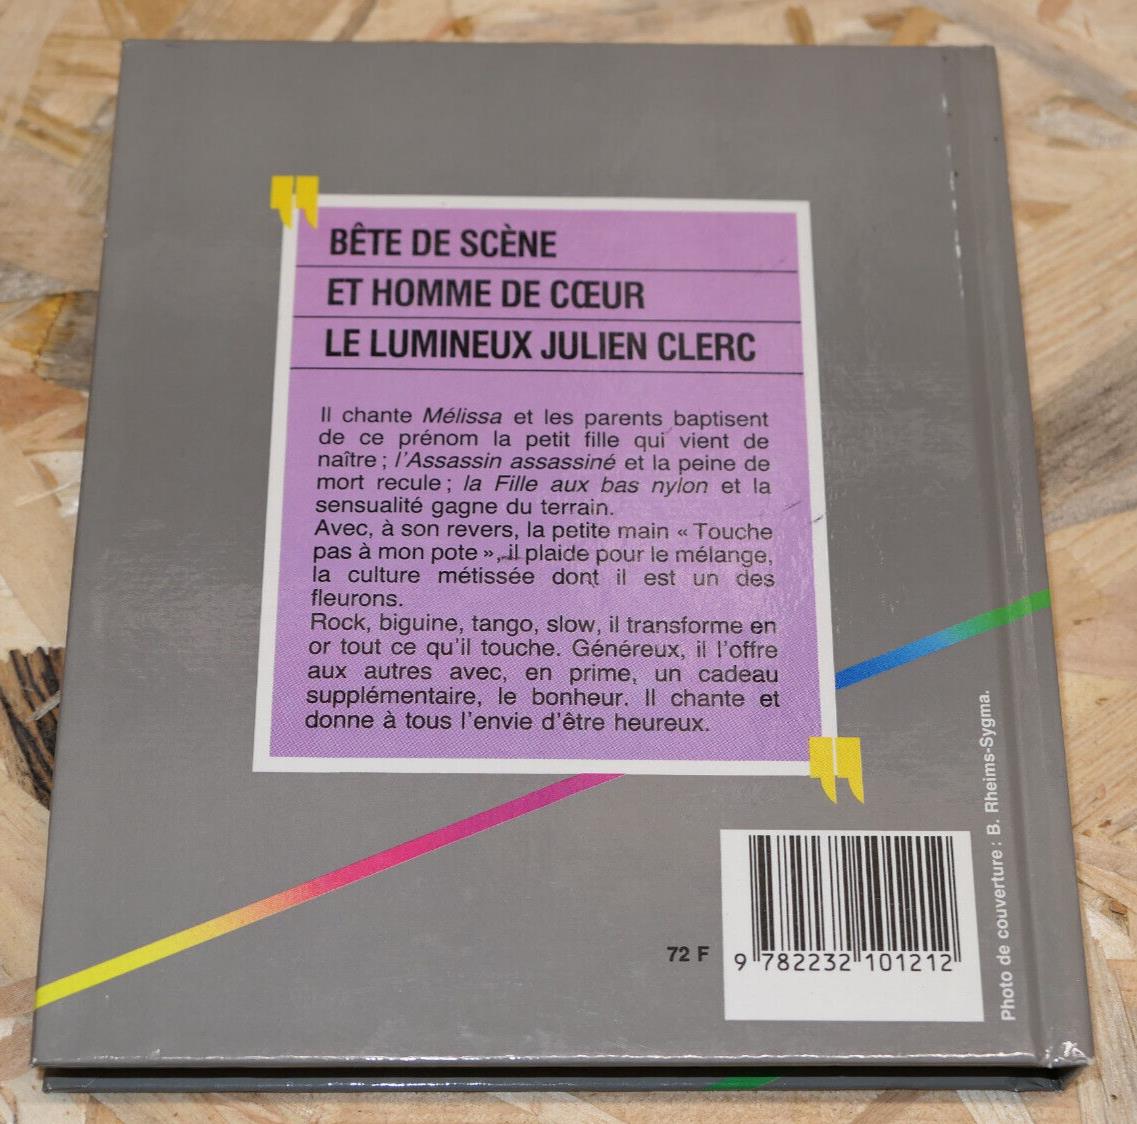 BÊTE DE SCÈNE
ET HOMME DE CŒUR
LE LUMINEUX JULIEN CLERC
Il chante Mélissa et les parents baptisent
de ce prénom la petit fille qui vient de
naître ; l'Assassin assassiné et la peine de
mort recule ; la Fille aux bas nylon et la
sensualité gagne du terrain.
Avec, à son revers, la petite main « Touche
pas à mon pote », il plaide pour le mélange,
la culture métissée dont il est un des
fleurons.
Rock, biguine, tango, slow, il transforme en
or tout ce qu'il touche. Généreux, il l'offre
aux autres avec, en prime, un cadeau
supplémentaire, le bonheur. Il chante et
donne à tous l'envie d'être heureux.
72 F
9 782232 101212
Photo de couverture : B. Rheims-Sygma.